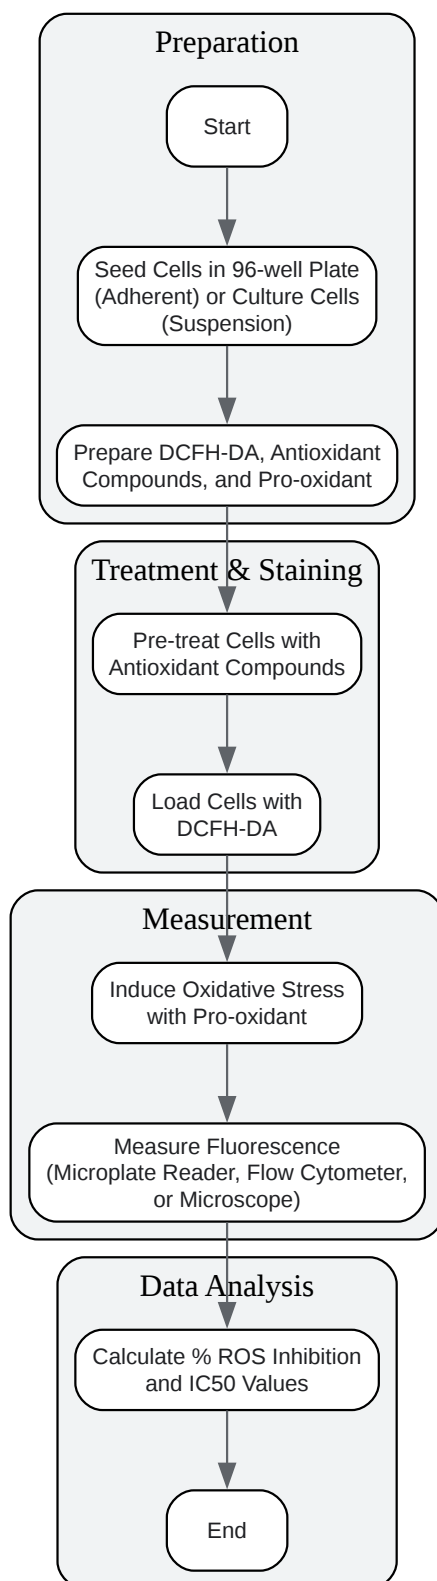 Preparation
Start
Seed Cells in 96-well Plate
(Adherent) or Culture Cells
(Suspension)
Prepare DCFH-DA, Antioxidant
Compounds, and Pro-oxidant
Treatment & Staining
Pre-treat Cells with
Antioxidant Compounds
Load Cells with
DCFH-DA
Measurement
Induce Oxidative Stress
with Pro-oxidant
Measure Fluorescence
(Microplate Reader, Flow Cytometer,
or Microscope)
Data Analysis
Calculate % ROS Inhibition
and IC50 Values
End